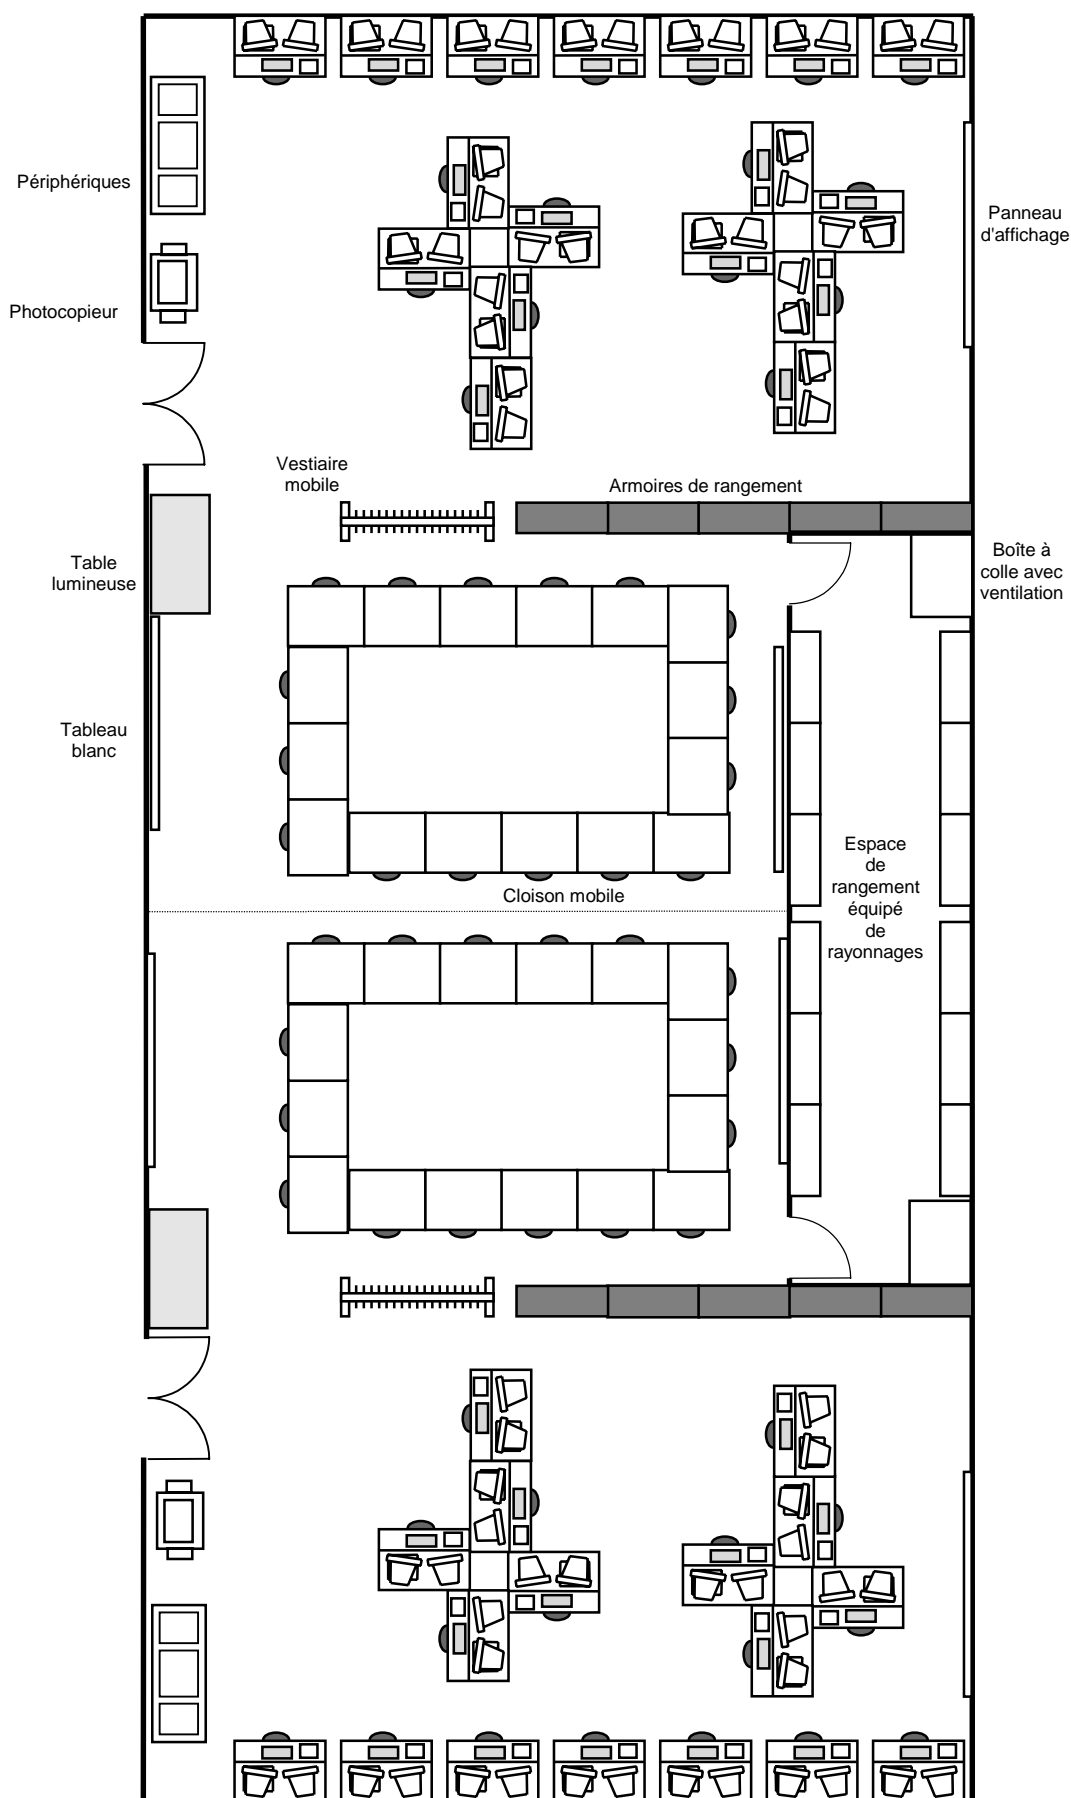 Périphériques
Panneau
d'affichage
Photocopieur
Vestiaire
mobile
Armoires de rangement
Table
lumineuse
Boîte à
colle avec
ventilation
Tableau
blanc
Espace
de
rangement
équipé
de
rayonnages
Cloison mobile